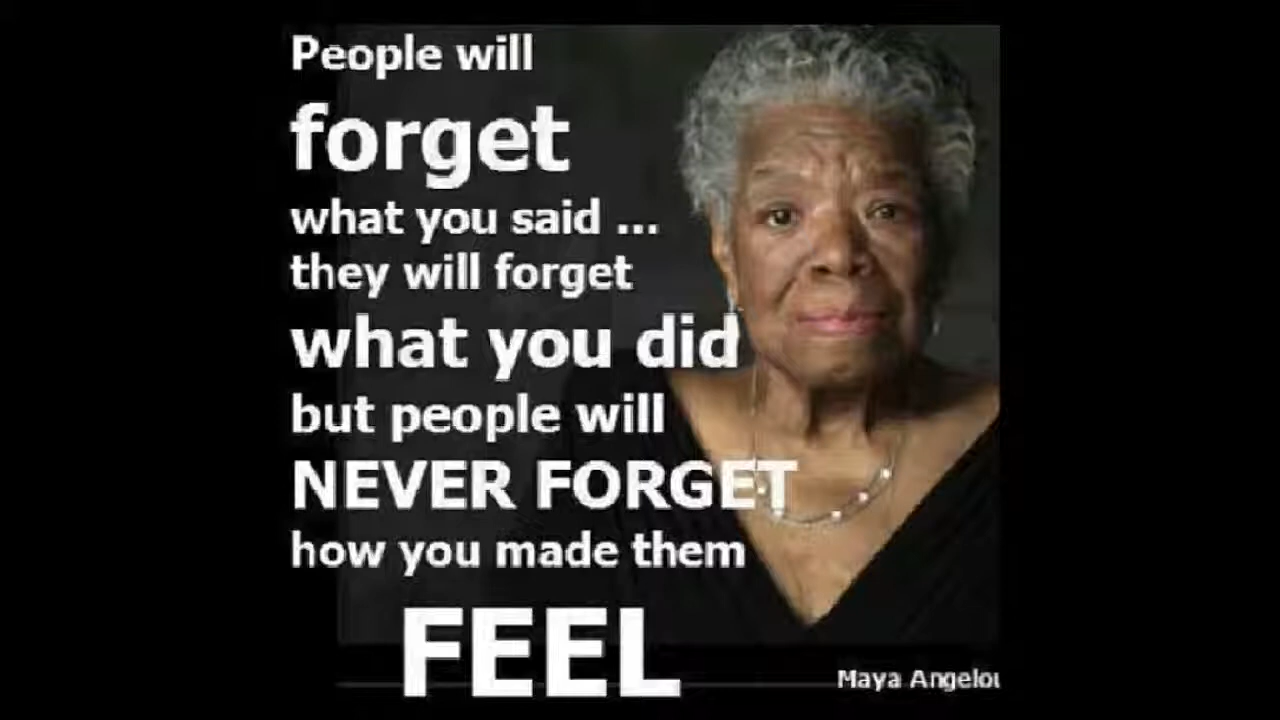 People will
forget
what you said ...
they will forget
what you did
but people will
NEVER FORGET
how you made them
FEEL
Maya Angelou